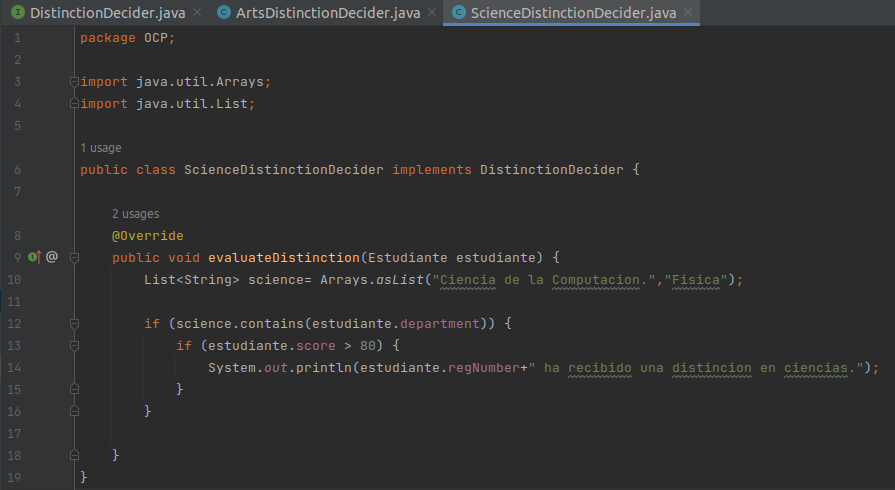 DistinctionDecider.java × ArtsDistinctionDecider.java × ScienceDistinctionDecider.java ×
1 package OCP;
2
3 import java.util.Arrays;
4 import java.util.List;
5
1 usage
6 public class ScienceDistinctionDecider implements DistinctionDecider {
7
2 usages
8 @Override
9 @ public void evaluateDistinction(Estudiante estudiante) {
10 List<String> science= Arrays.asList("Ciencia de la Computacion.","Fisica");
11
12 if (science.contains(estudiante.department)) {
13 if (estudiante.score > 80) {
14 System.out.println(estudiante.regNumber+" ha recibido una distincion en ciencias.");
15 }
16 }
17
18 }
19 }